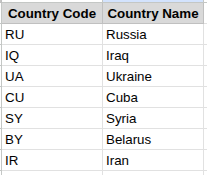 Country Code Country Name
RU Russia
IQ Iraq
UA Ukraine
CU Cuba
SY Syria
BY Belarus
IR Iran